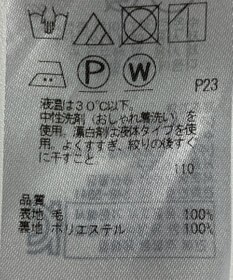 P W P23
液温は30℃以下。
中性洗剤(おしゃれ着洗い)を
使用。漂白剤は液体タイプを使
用。よくすすぎ、絞りの後すぐ
に干すこと
110
品質
表地 毛 100%
裏地 ポリエステル 100%